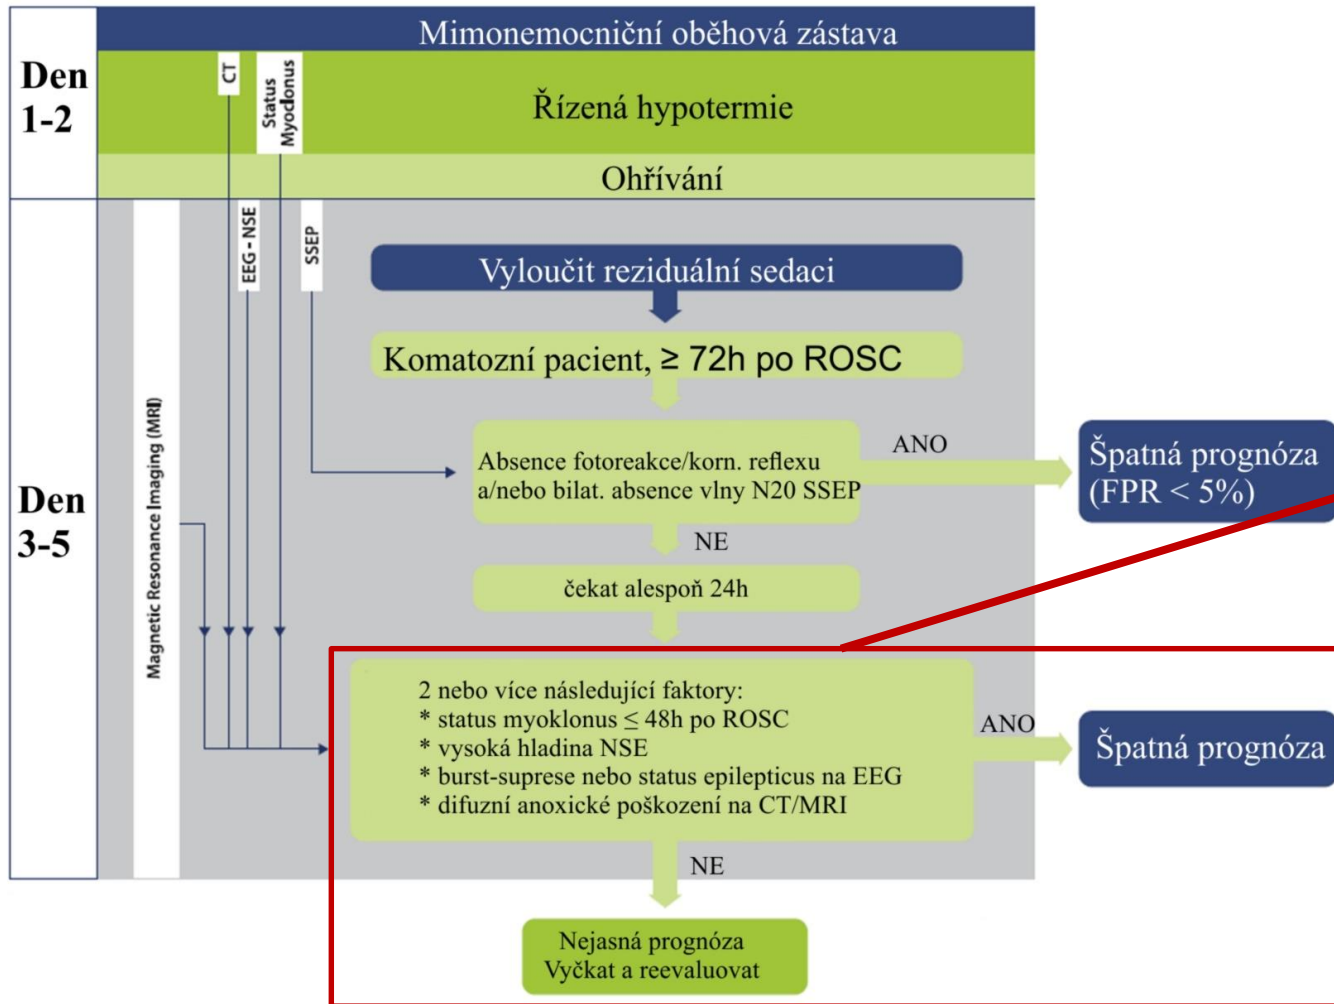 Mimonemocniční oběhová zástava
Den
1-2
CT
Status
Myoclonus
Řízená hypotermie
Ohřívání
Den
3-5
Magnetic Resonance Imaging (MRI)
EEG - NSE
SSEP
Vyloučit reziduální sedaci
Komatozní pacient, ≥ 72h po ROSC
Absence fotoreakce/korn. reflexu
a/nebo bilat. absence vlny N20 SSEP
ANO
Špatná prognóza
(FPR < 5%)
NE
čekat alespoň 24h
2 nebo více následující faktory:
* status myoklonus ≤ 48h po ROSC
* vysoká hladina NSE
* burst-suprese nebo status epilepticus na EEG
* difuzní anoxické poškození na CT/MRI
ANO
Špatná prognóza
NE
Nejasná prognóza
Vyčkat a reevaluovat